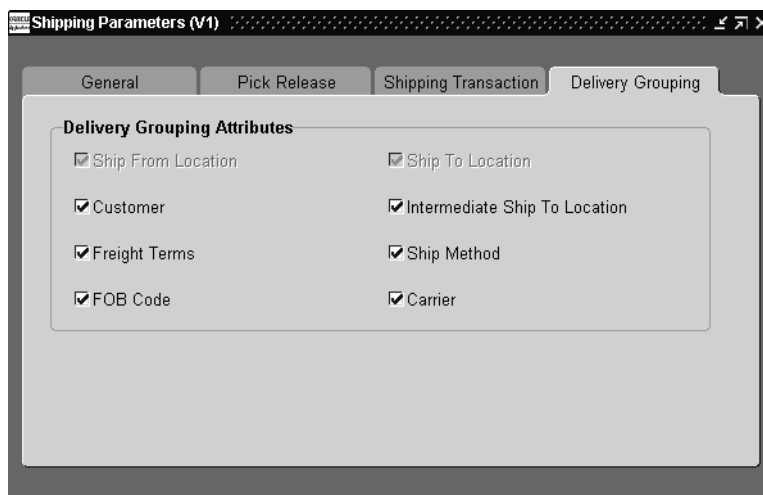 Shipping Parameters (V1)
General Pick Release Shipping Transaction Delivery Grouping
Delivery Grouping Attributes
Ship From Location Ship To Location
Customer Intermediate Ship To Location
Freight Terms Ship Method
FOB Code Carrier